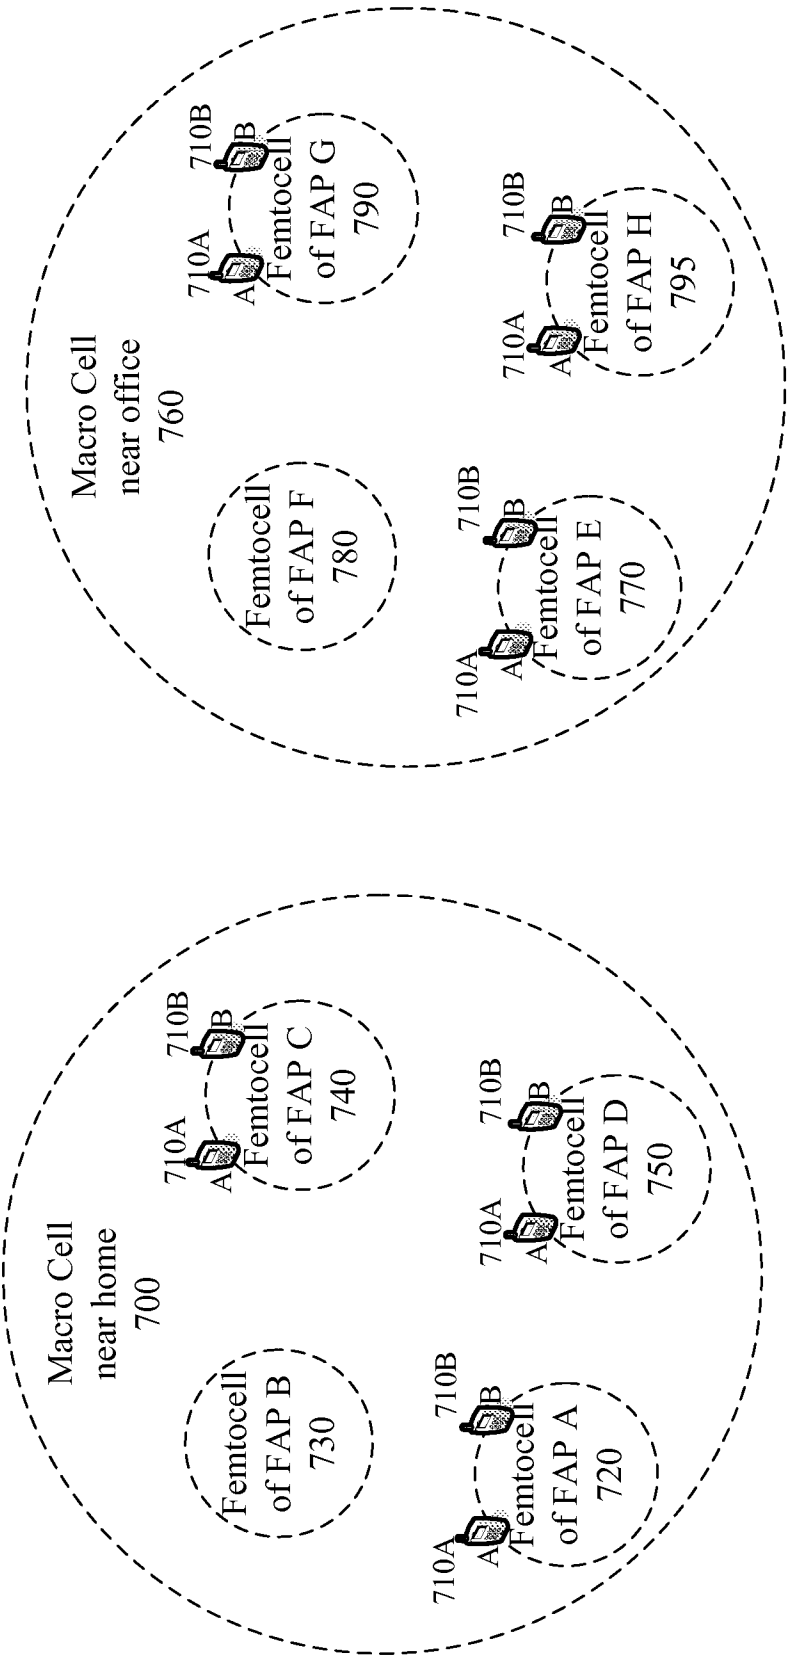 Macro Cell
near home
700
Femtocell
of FAP B
730
710A
A
710B
B
Femtocell
of FAP C
740
710A
A
710B
B
Femtocell
of FAP A
720
710A
A
710B
B
Femtocell
of FAP D
750
Macro Cell
near office
760
Femtocell
of FAP F
780
710A
A
710B
B
Femtocell
of FAP G
790
710A
A
710B
B
Femtocell
of FAP E
770
710A
A
710B
B
Femtocell
of FAP H
795